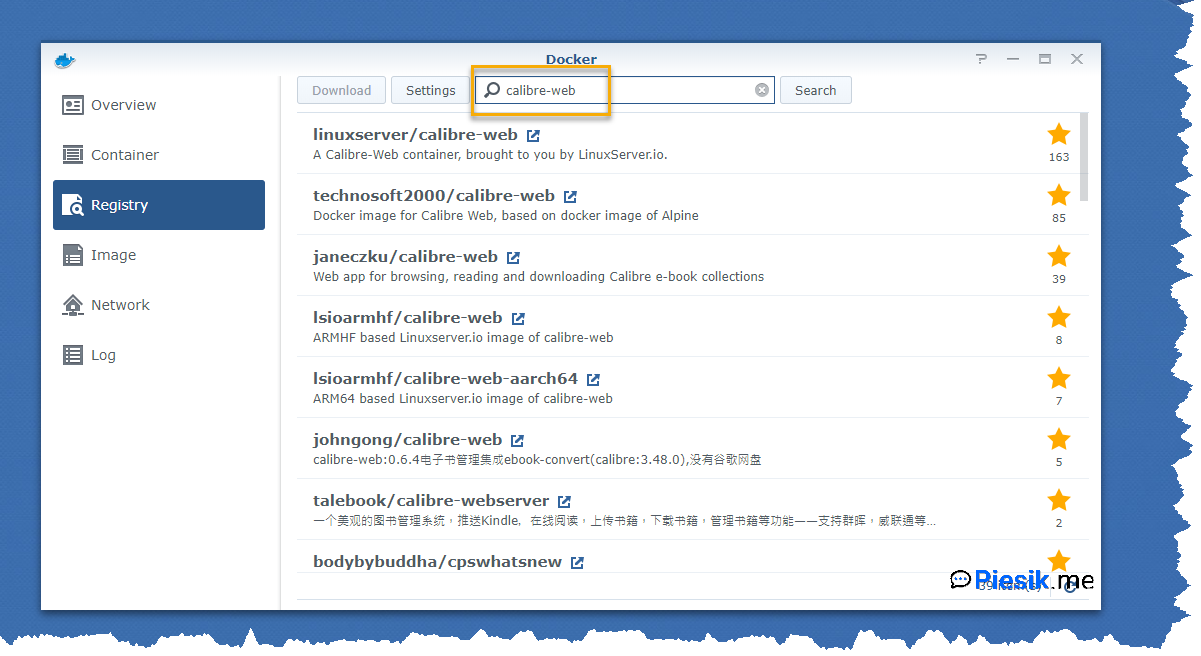 Docker
Overview
Container
Registry
Image
Network
Log
Download Settings calibre-web Search
linuxserver/calibre-web
A Calibre-Web container, brought to you by LinuxServer.io.
163
technosoft2000/calibre-web
Docker image for Calibre Web, based on docker image of Alpine
85
janeczku/calibre-web
Web app for browsing, reading and downloading Calibre e-book collections
39
lsioarmhf/calibre-web
ARMHF based Linuxserver.io image of calibre-web
8
lsioarmhf/calibre-web-aarch64
ARM64 based Linuxserver.io image of calibre-web
7
johngong/calibre-web
calibre-web:0.6.4电子书管理集成ebook-convert(calibre:3.48.0),没有谷歌网盘
5
talebook/calibre-webserver
一个美观的图书管理系统，推送Kindle，在线阅读，上传书籍，下载书籍，管理书籍等功能——支持群晖，威联通等...
2
bodybybuddha/cpswhatsnew
39 item(s)
Piesik.me